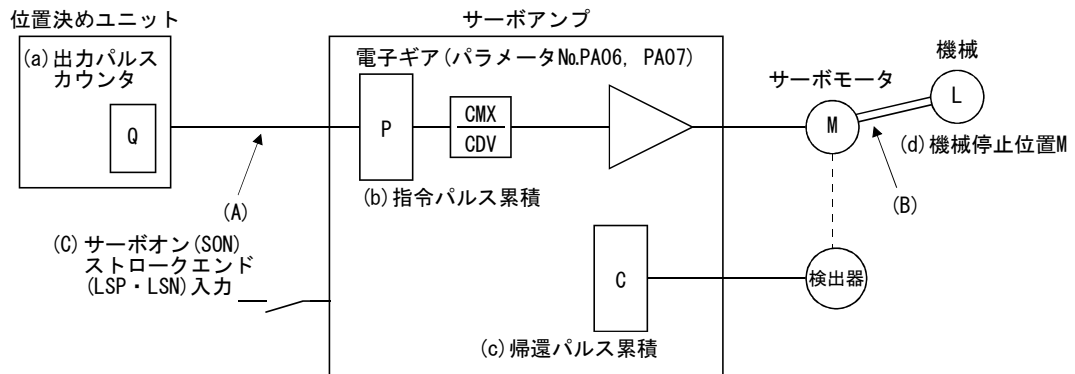 位置決めユニット
サーボアンプ
(a)出力パルス
カウンタ
Q
電子ギア(パラメータNo.PA06, PA07)
P
CMX
CDV
(b)指令パルス累積
サーボモータ
M
機械
L
(d)機械停止位置M
(A)
(B)
(C)サーボオン(SON)
ストロークエンド
(LSP・LSN)入力
C
(c)帰還パルス累積
検出器